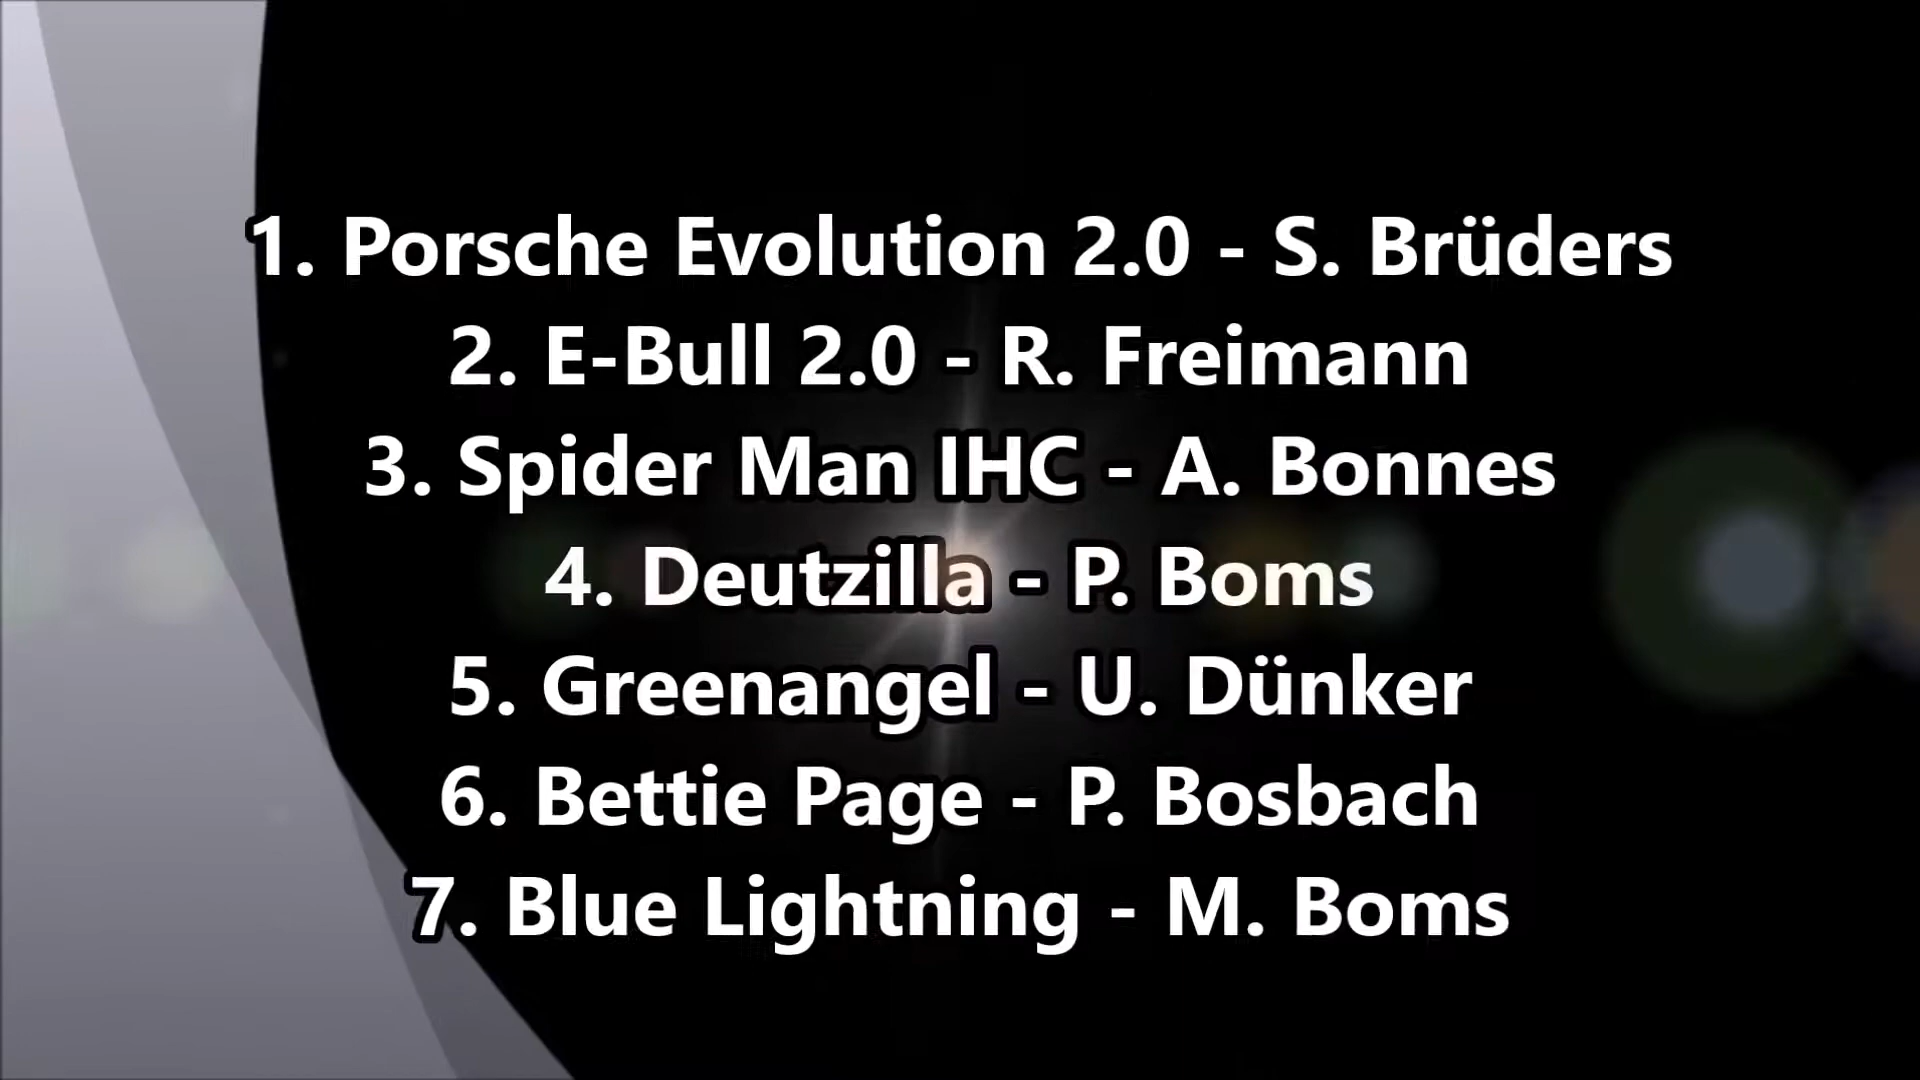 1. Porsche Evolution 2.0 - S. Brüders
2. E-Bull 2.0 - R. Freimann
3. Spider Man IHC - A. Bonnes
4. Deutzilla - P. Boms
5. Greenangel - U. Dünker
6. Bettie Page - P. Bosbach
7. Blue Lightning - M. Boms